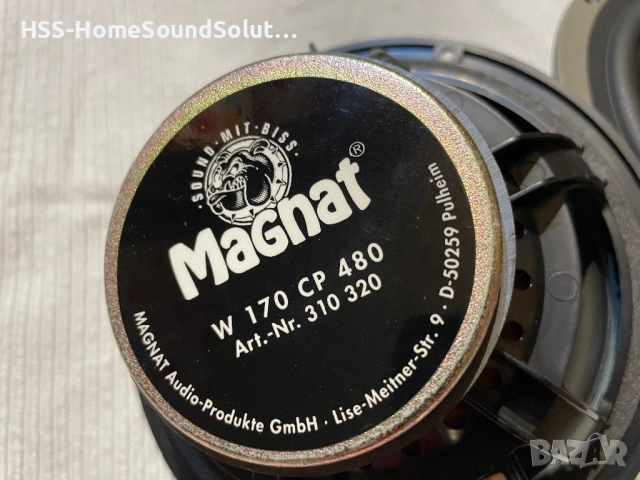 HSS-HomeSoundSolut...
SOUND·MIT·BISS.
Magnat®
W 170 CP 480
Art.-Nr. 310 320
MAGNAT Audio-Produkte GmbH · Lise-Meitner-Str. 9 · D-50259 Pulheim
BAZAR